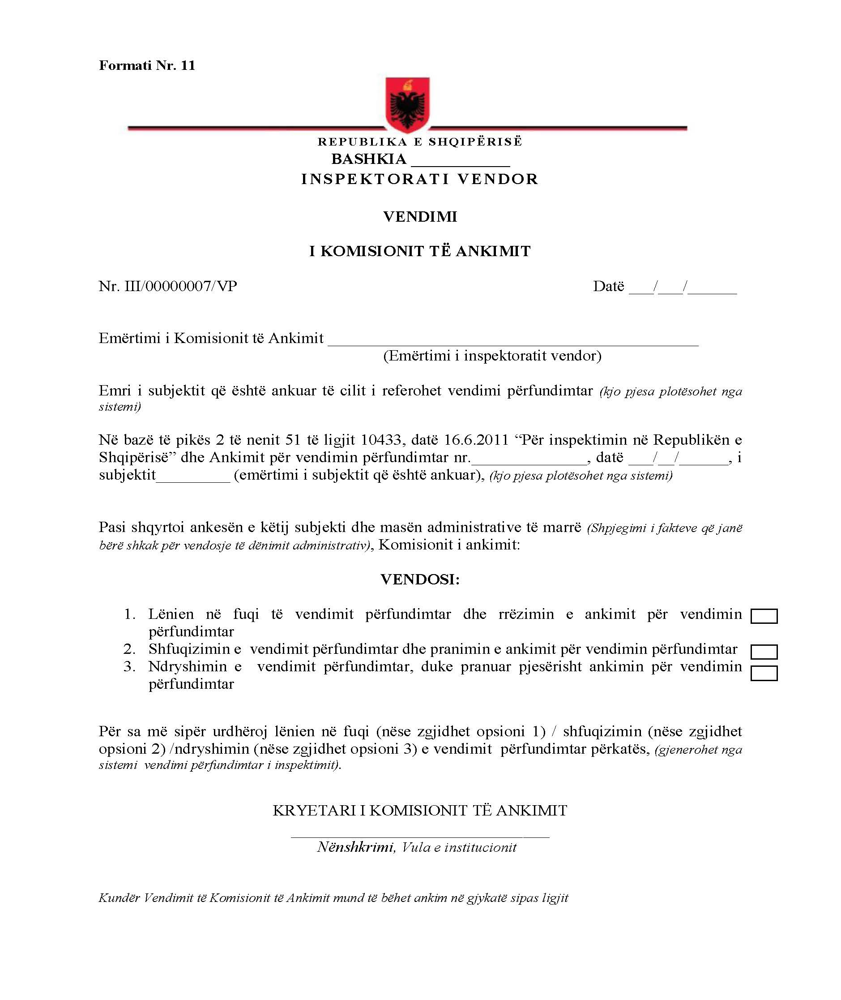 Formati Nr. 11
REPUBLIKA E SHQIPËRISË
BASHKIA ____________
INSPEKTORATI VENDOR
VENDIMI
I KOMISIONIT TË ANKIMIT
Nr. III/00000007/VP Datë ___/___/______
Emërtimi i Komisionit të Ankimit _____________________________________________
(Emërtimi i inspektoratit vendor)
Emri i subjektit që është ankuar të cilit i referohet vendimi përfundimtar (kjo pjesa plotësohet nga
sistemi)
Në bazë të pikës 2 të nenit 51 të ligjit 10433, datë 16.6.2011 “Për inspektimin në Republikën e
Shqipërisë” dhe Ankimit për vendimin përfundimtar nr.______________, datë ___/__/______, i
subjektit_________ (emërtimi i subjektit që është ankuar), (kjo pjesa plotësohet nga sistemi)
Pasi shqyrtoi ankesën e këtij subjekti dhe masën administrative të marrë (Shpjegimi i fakteve që janë
bërë shkak për vendosje të dënimit administrativ), Komisionit i ankimit:
VENDOSI:
1. Lënien në fuqi të vendimit përfundimtar dhe rrëzimin e ankimit për vendimin
përfundimtar
2. Shfuqizimin e vendimit përfundimtar dhe pranimin e ankimit për vendimin përfundimtar
3. Ndryshimin e vendimit përfundimtar, duke pranuar pjesërisht ankimin për vendimin
përfundimtar
Për sa më sipër urdhëroj lënien në fuqi (nëse zgjidhet opsioni 1) / shfuqizimin (nëse zgjidhet
opsioni 2) /ndryshimin (nëse zgjidhet opsioni 3) e vendimit përfundimtar përkatës, (gjenerohet nga
sistemi vendimi përfundimtar i inspektimit).
KRYETARI I KOMISIONIT TË ANKIMIT
_______________________________
Nënshkrimi, Vula e institucionit
Kundër Vendimit të Komisionit të Ankimit mund të bëhet ankim në gjykatë sipas ligjit